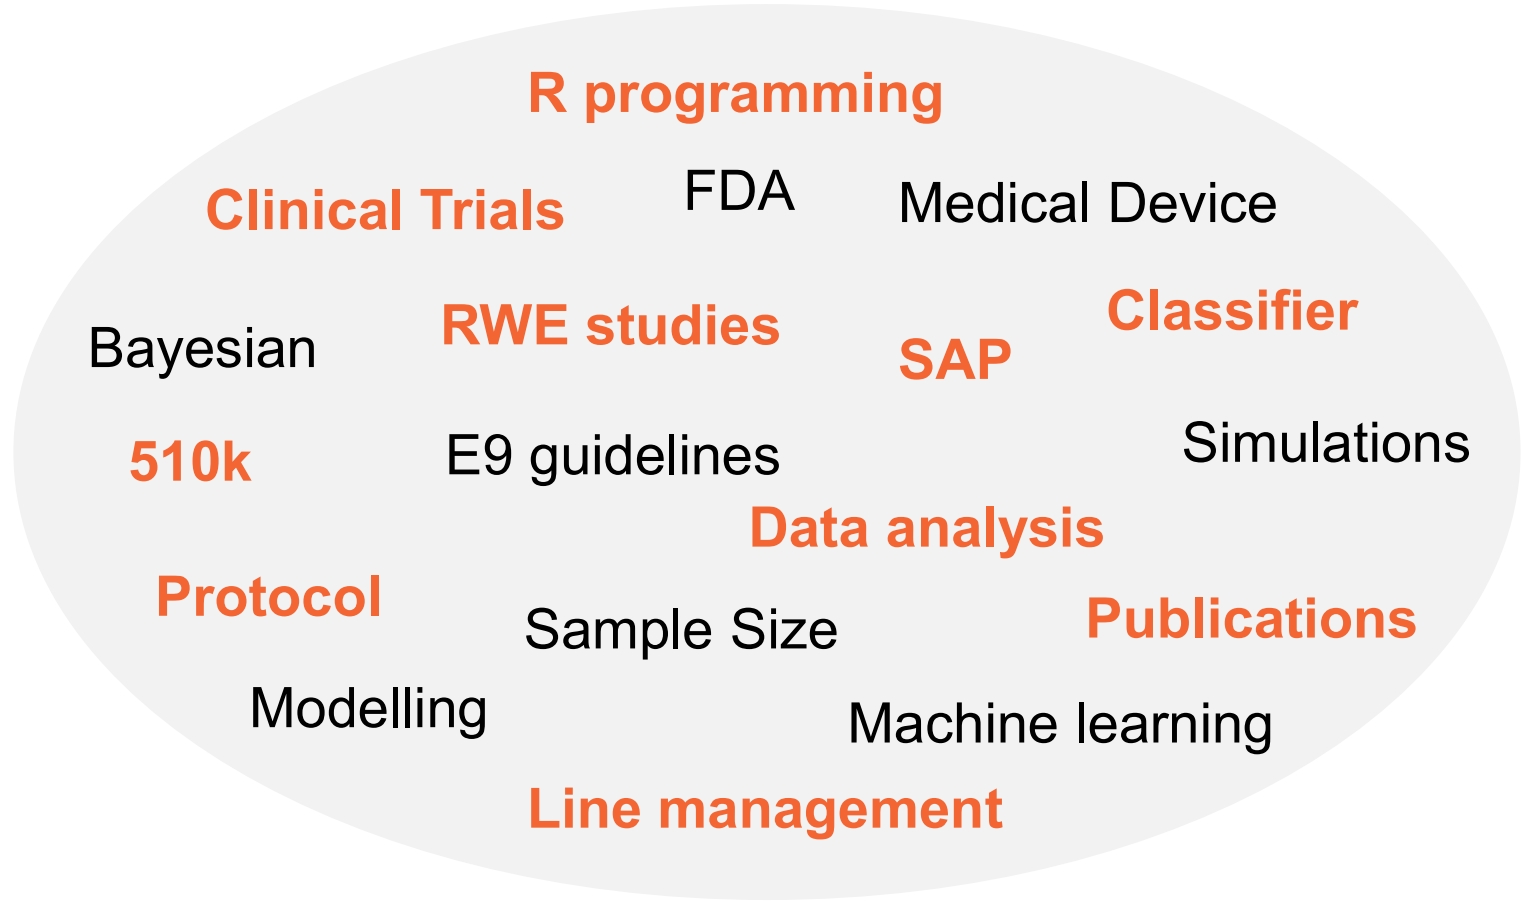 R programming
FDA
Medical Device
Clinical Trials
Classifier
RWE studies
Bayesian
SAP
Simulations
E9 guidelines
510k
Data analysis
Protocol
Publications
Sample Size
Modelling
Machine learning
Line management